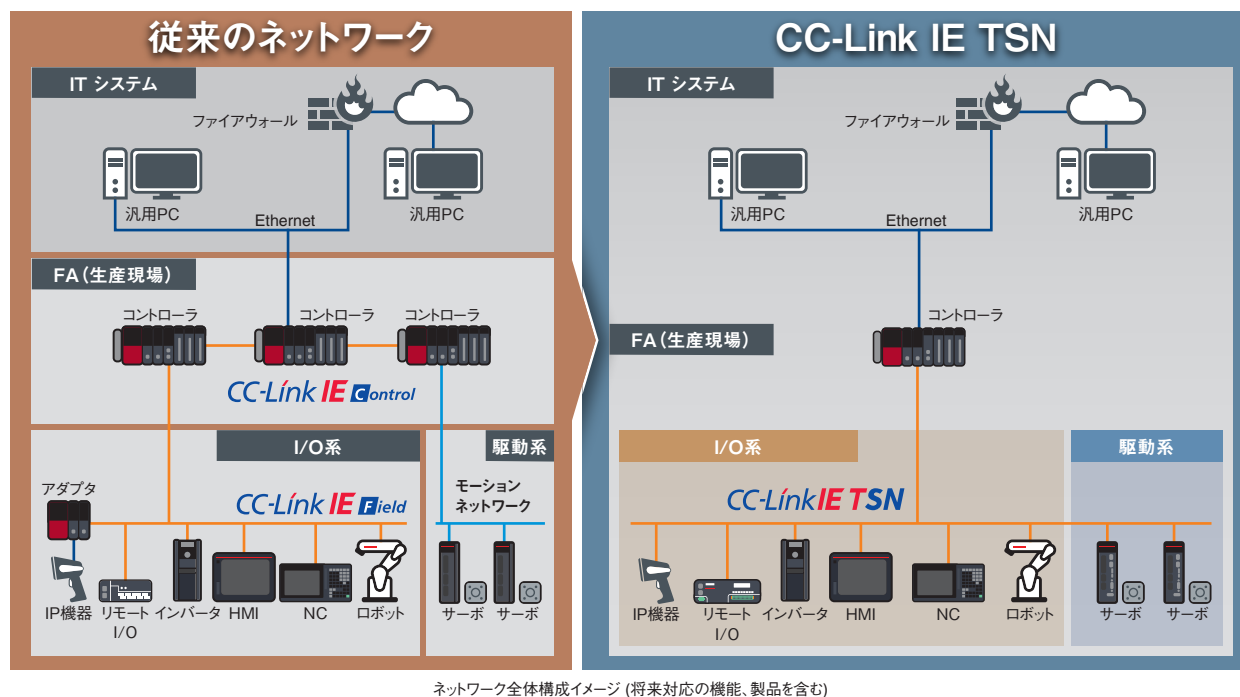 従来のネットワーク
IT システム
ファイアウォール
汎用PC
汎用PC
Ethernet
FA(生産現場)
コントローラ
コントローラ
コントローラ
CC-Link IE Control
I/O系
駆動系
アダプタ
CC-Link IE Field
モーション
ネットワーク
IP機器
リモート
I/O
インバータ
HMI
NC
ロボット
サーボ
サーボ
CC-Link IE TSN
IT システム
ファイアウォール
汎用PC
汎用PC
Ethernet
コントローラ
FA(生産現場)
I/O系
駆動系
CC-Link IE TSN
IP機器
リモート
I/O
インバータ
HMI
NC
ロボット
サーボ
サーボ
ネットワーク全体構成イメージ (将来対応の機能、製品を含む)